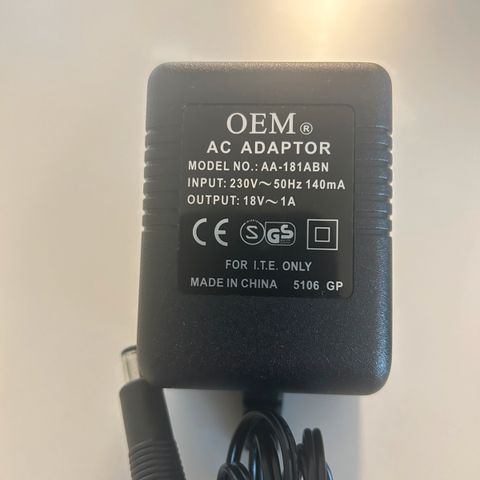 OEM®
AC ADAPTOR
MODEL NO.: AA-181ABN
INPUT: 230V～50Hz 140mA
OUTPUT: 18V～1A
CE S GS
FOR I.T.E. ONLY
MADE IN CHINA 5106 GP